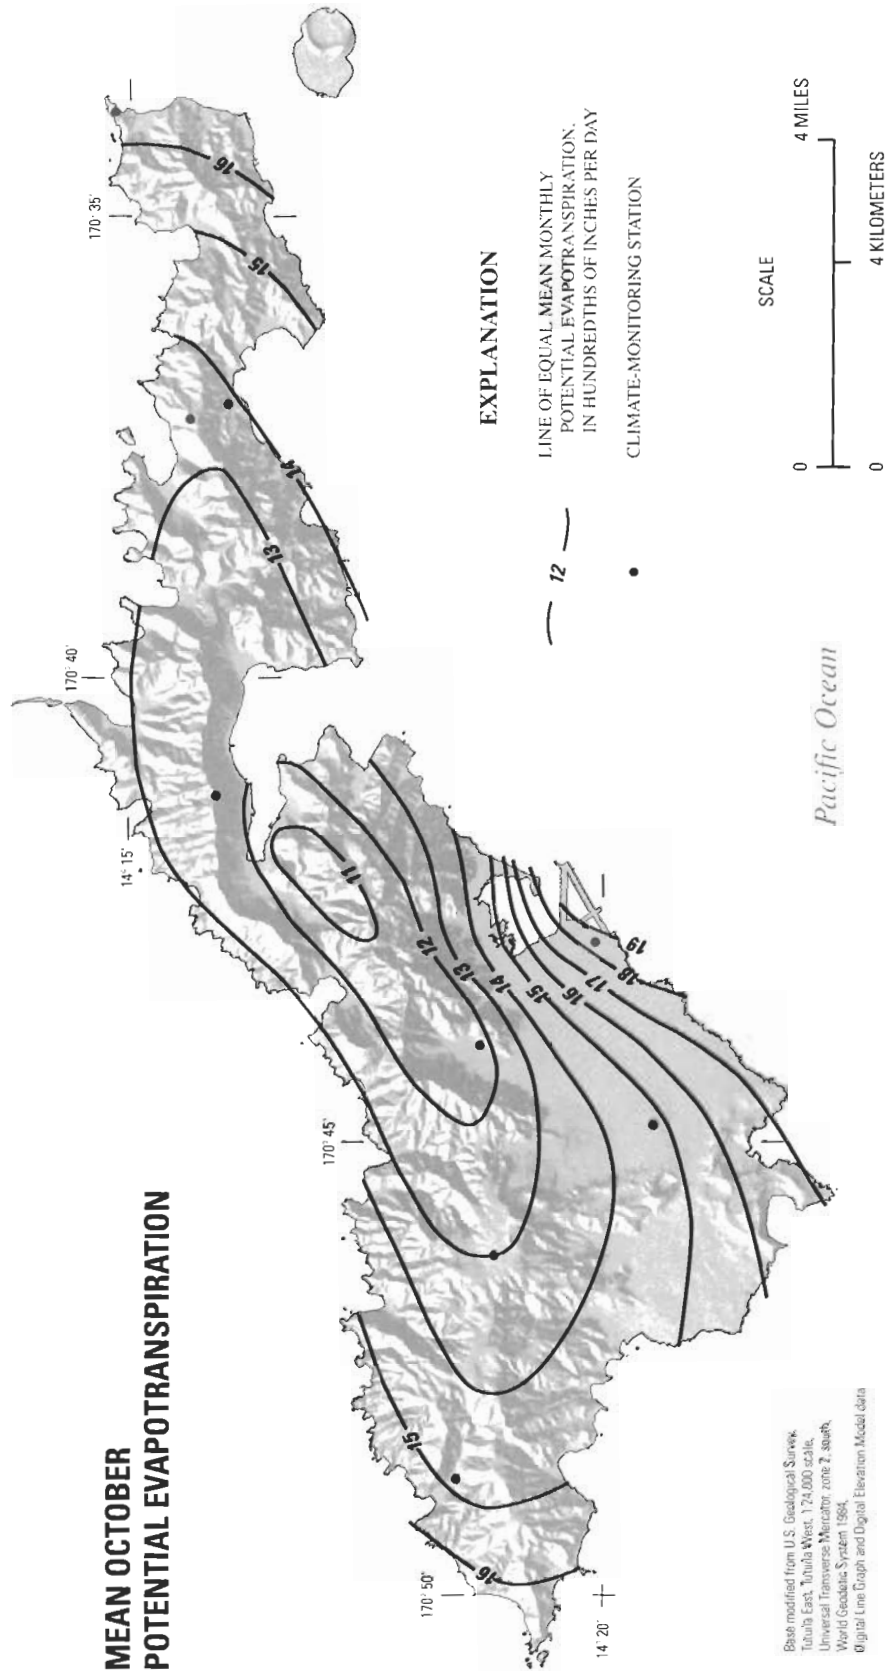 MEAN OCTOBER
POTENTIAL EVAPOTRANSPIRATION
170° 50'
170° 45'
170° 40'
170° 35'
14° 15'
14° 20'
16
15
11
12
13
14
15
16
17
18
19
13
14
15
16
EXPLANATION
12
LINE OF EQUAL MEAN MONTHLY
POTENTIAL EVAPOTRANSPIRATION,
IN HUNDREDTHS OF INCHES PER DAY
CLIMATE-MONITORING STATION
Pacific Ocean
SCALE
0 4 MILES
0 4 KILOMETERS
Base modified from U.S. Geological Survey,
Tutuila East, Tutuila West, 1:24,000 scale,
Universal Transverse Mercator, zone 2, south,
World Geodetic System 1984,
Digital Line Graph and Digital Elevation Model data